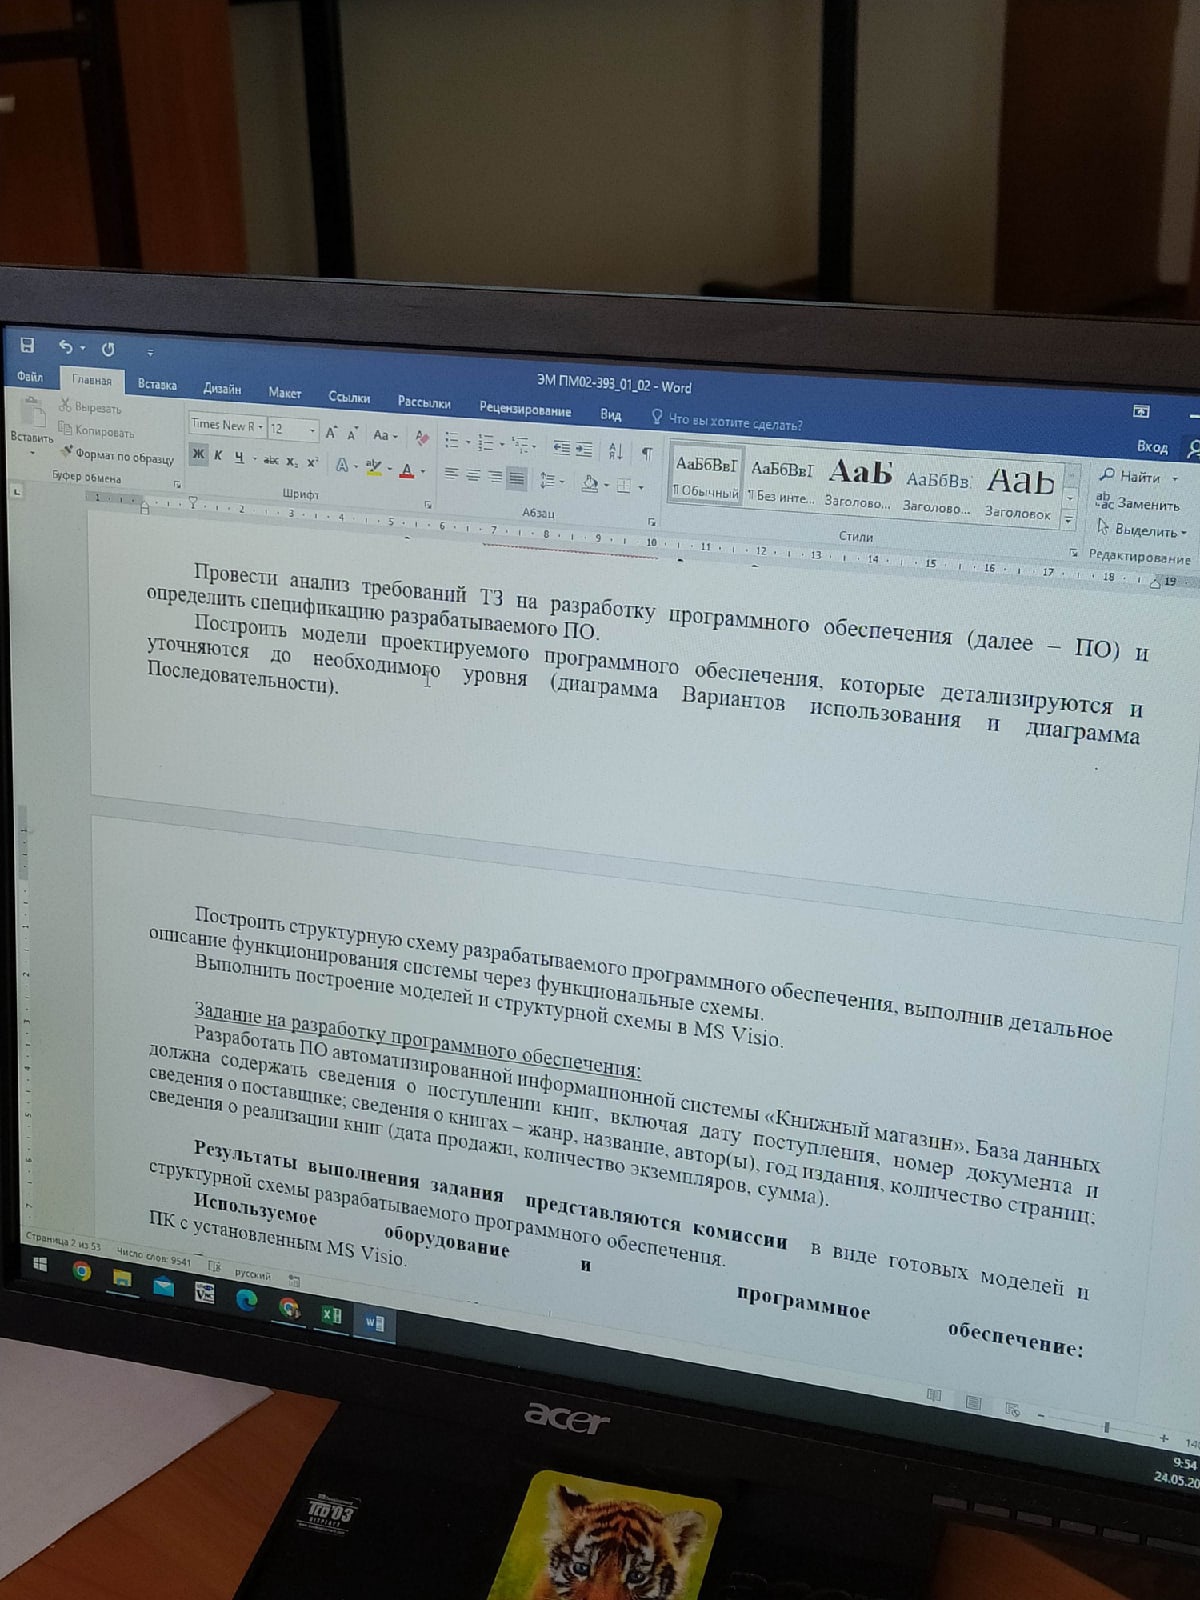 ЭМ ПМ02-393_01_02 - Word
Файл Главная Вставка Дизайн Макет Ссылки Рассылки Рецензирование Вид Что вы хотите сделать? Вход
Вставить
Вырезать
Копировать
Формат по образцу
Буфер обмена
Times New R 12
Ж К Ч abc X₂ X²
Шрифт
Абзац
АаБбВвГ АаБбВвГ АаЬ АаБбВв АаЬ
¶ Обычный ¶ Без инте... Заголово... Заголово... Заголовок
Стили
Найти
Заменить
Выделить
Редактирование
Провести анализ требований ТЗ на разработку программного обеспечения (далее – ПО) и
определить спецификацию разрабатываемого ПО.
Построить модели проектируемого программного обеспечения, которые детализируются и
уточняются до необходимого уровня (диаграмма Вариантов использования и диаграмма
Последовательности).
Построить структурную схему разрабатываемого программного обеспечения, выполнив детальное
описание функционирования системы через функциональные схемы.
Выполнить построение моделей и структурной схемы в MS Visio.
Задание на разработку программного обеспечения:
Разработать ПО автоматизированной информационной системы «Книжный магазин». База данных
должна содержать сведения о поступлении книг, включая дату поступления, номер документа и
сведения о поставщике; сведения о книгах – жанр, название, автор(ы), год издания, количество страниц;
сведения о реализации книг (дата продажи, количество экземпляров, сумма).
Результаты выполнения задания представляются комиссии в виде готовых моделей и
структурной схемы разрабатываемого программного обеспечения.
Используемое оборудование и программное обеспечение:
ПК с установленным MS Visio.
Страница 2 из 53 Число слов: 9541 русский
9:54
24.05.20
acer
TCO'03